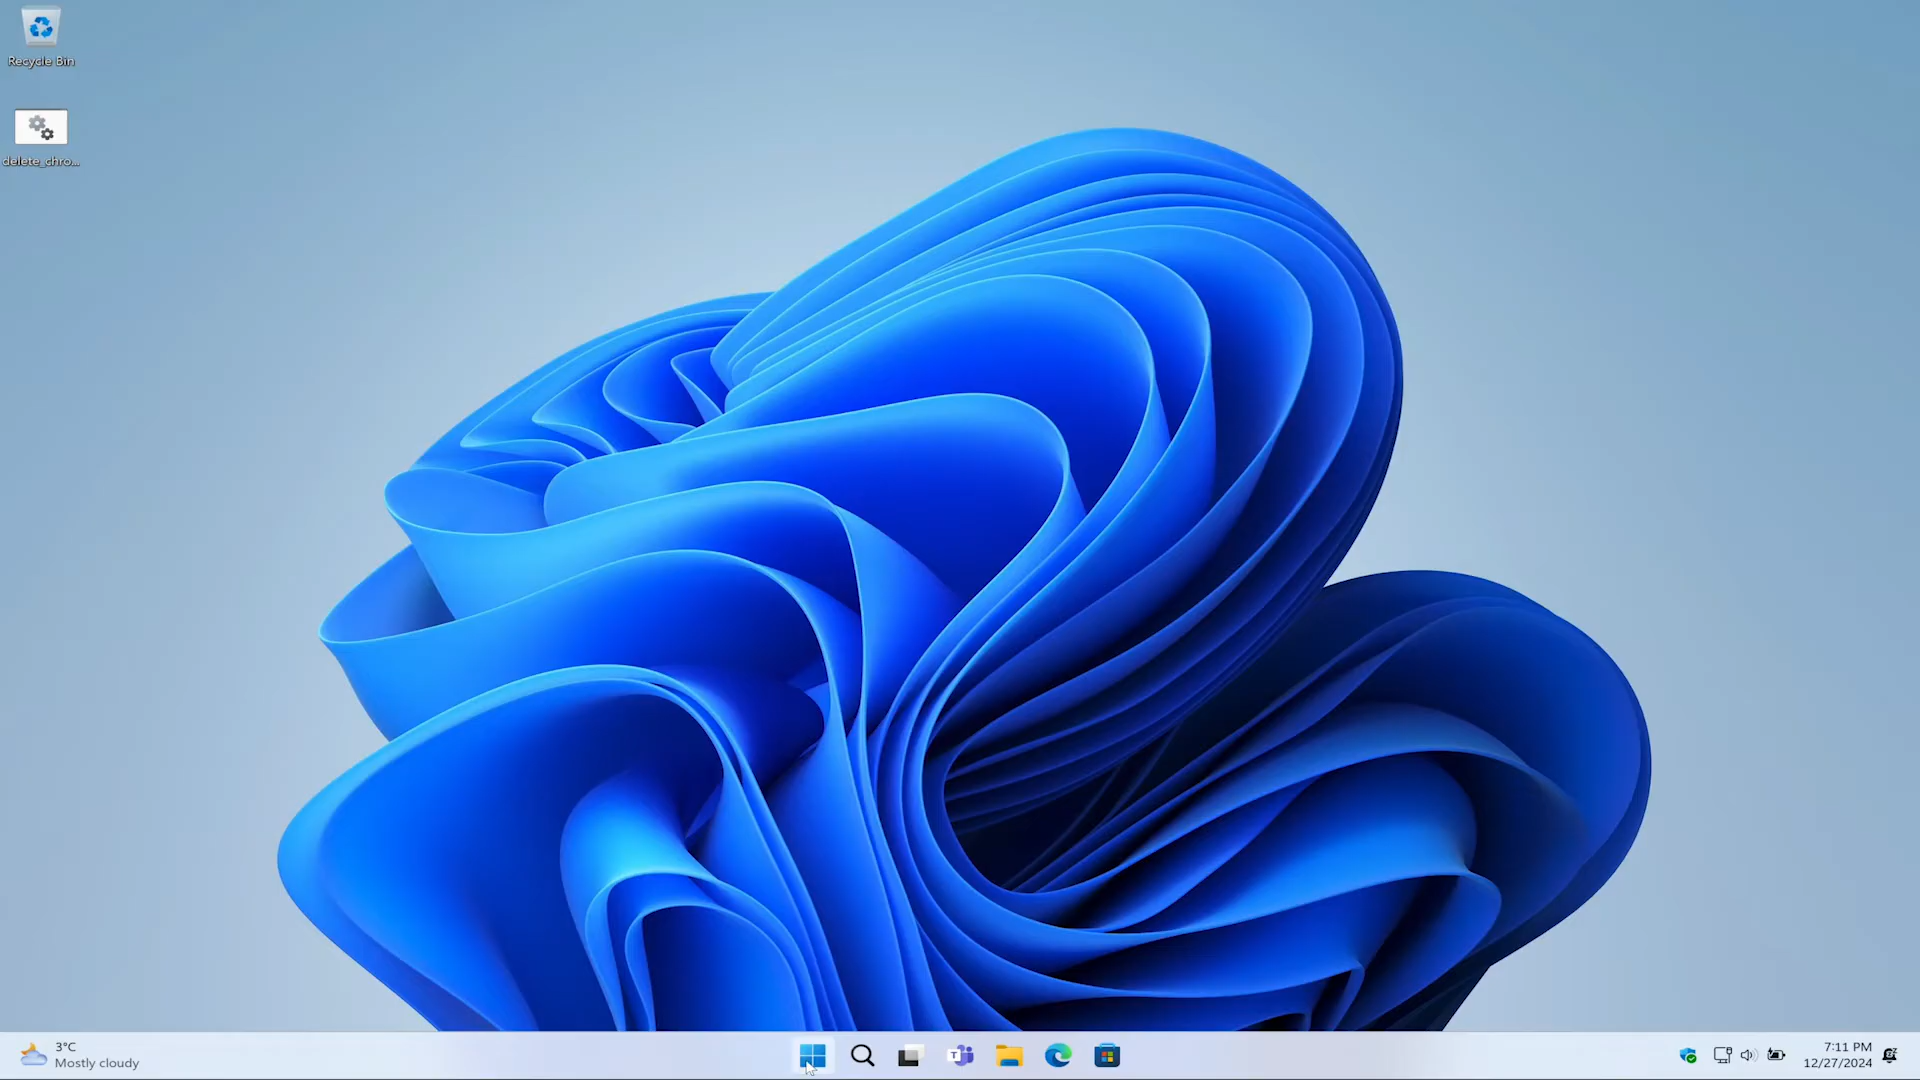 Recycle Bin
delete_chro...
3°C
Mostly cloudy
7:11 PM
12/27/2024